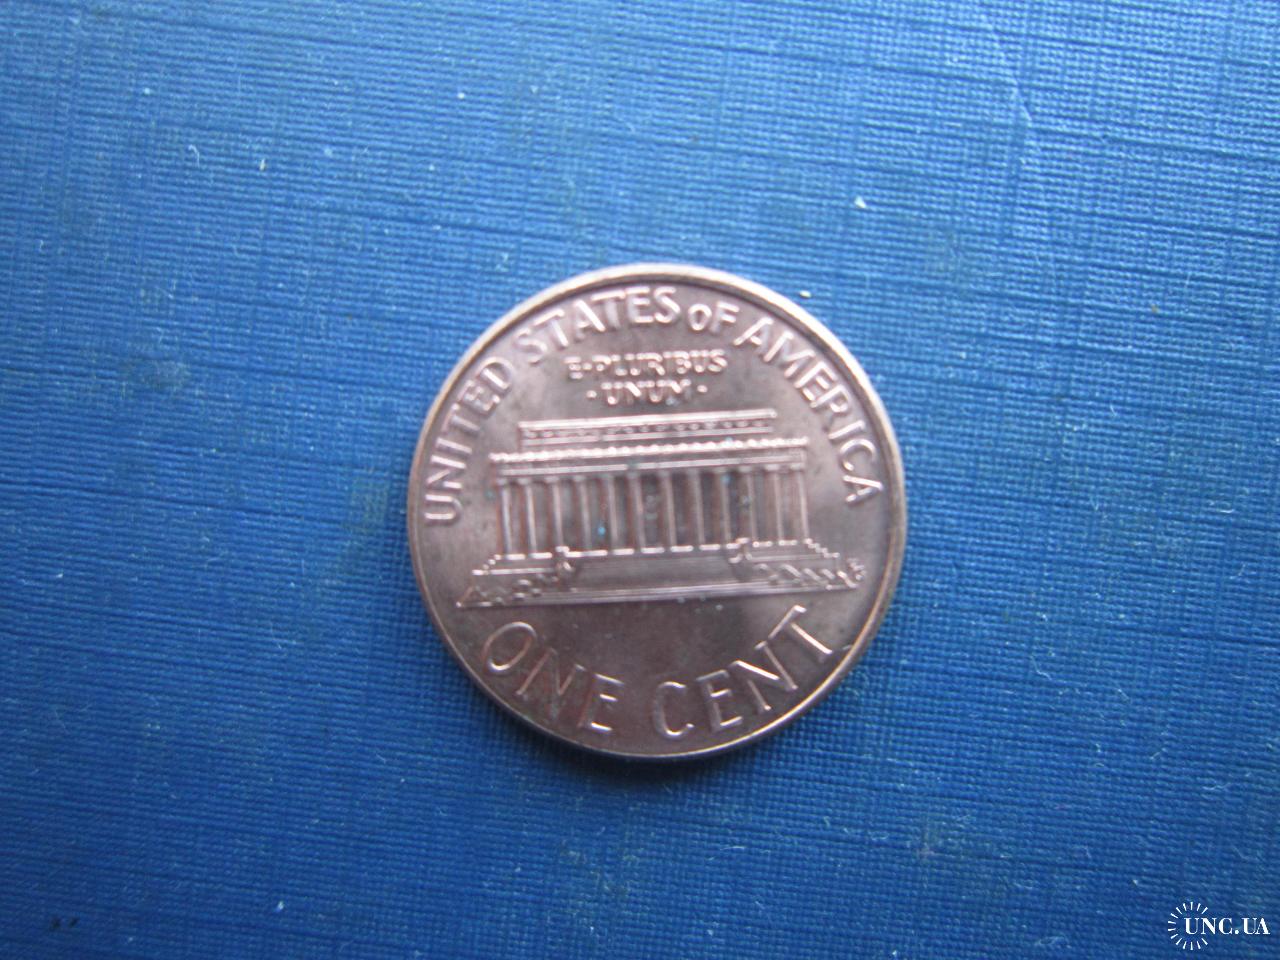 UNITED STATES OF AMERICA
E·PLURIBUS
·UNUM·
ONE CENT
UNC.UA